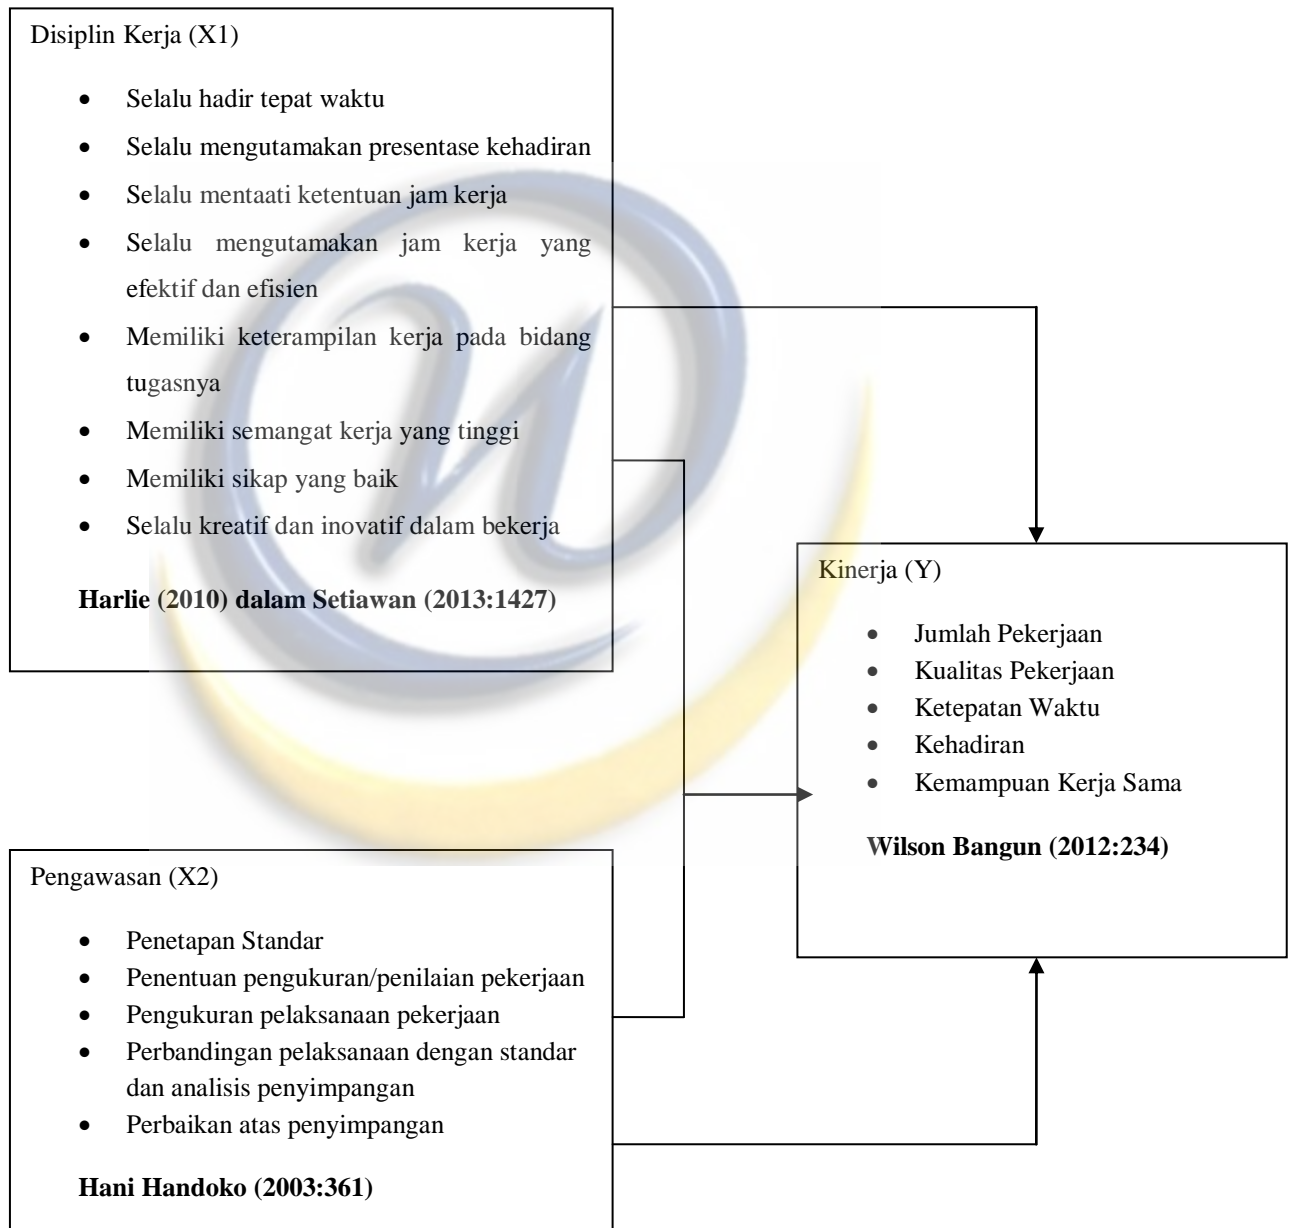 Disiplin Kerja (X1)
• Selalu hadir tepat waktu
• Selalu mengutamakan presentase kehadiran
• Selalu mentaati ketentuan jam kerja
• Selalu mengutamakan jam kerja yang
efektif dan efisien
• Memiliki keterampilan kerja pada bidang
tugasnya
• Memiliki semangat kerja yang tinggi
• Memiliki sikap yang baik
• Selalu kreatif dan inovatif dalam bekerja
Harlie (2010) dalam Setiawan (2013:1427)
Kinerja (Y)
• Jumlah Pekerjaan
• Kualitas Pekerjaan
• Ketepatan Waktu
• Kehadiran
• Kemampuan Kerja Sama
Wilson Bangun (2012:234)
Pengawasan (X2)
• Penetapan Standar
• Penentuan pengukuran/penilaian pekerjaan
• Pengukuran pelaksanaan pekerjaan
• Perbandingan pelaksanaan dengan standar
dan analisis penyimpangan
• Perbaikan atas penyimpangan
Hani Handoko (2003:361)